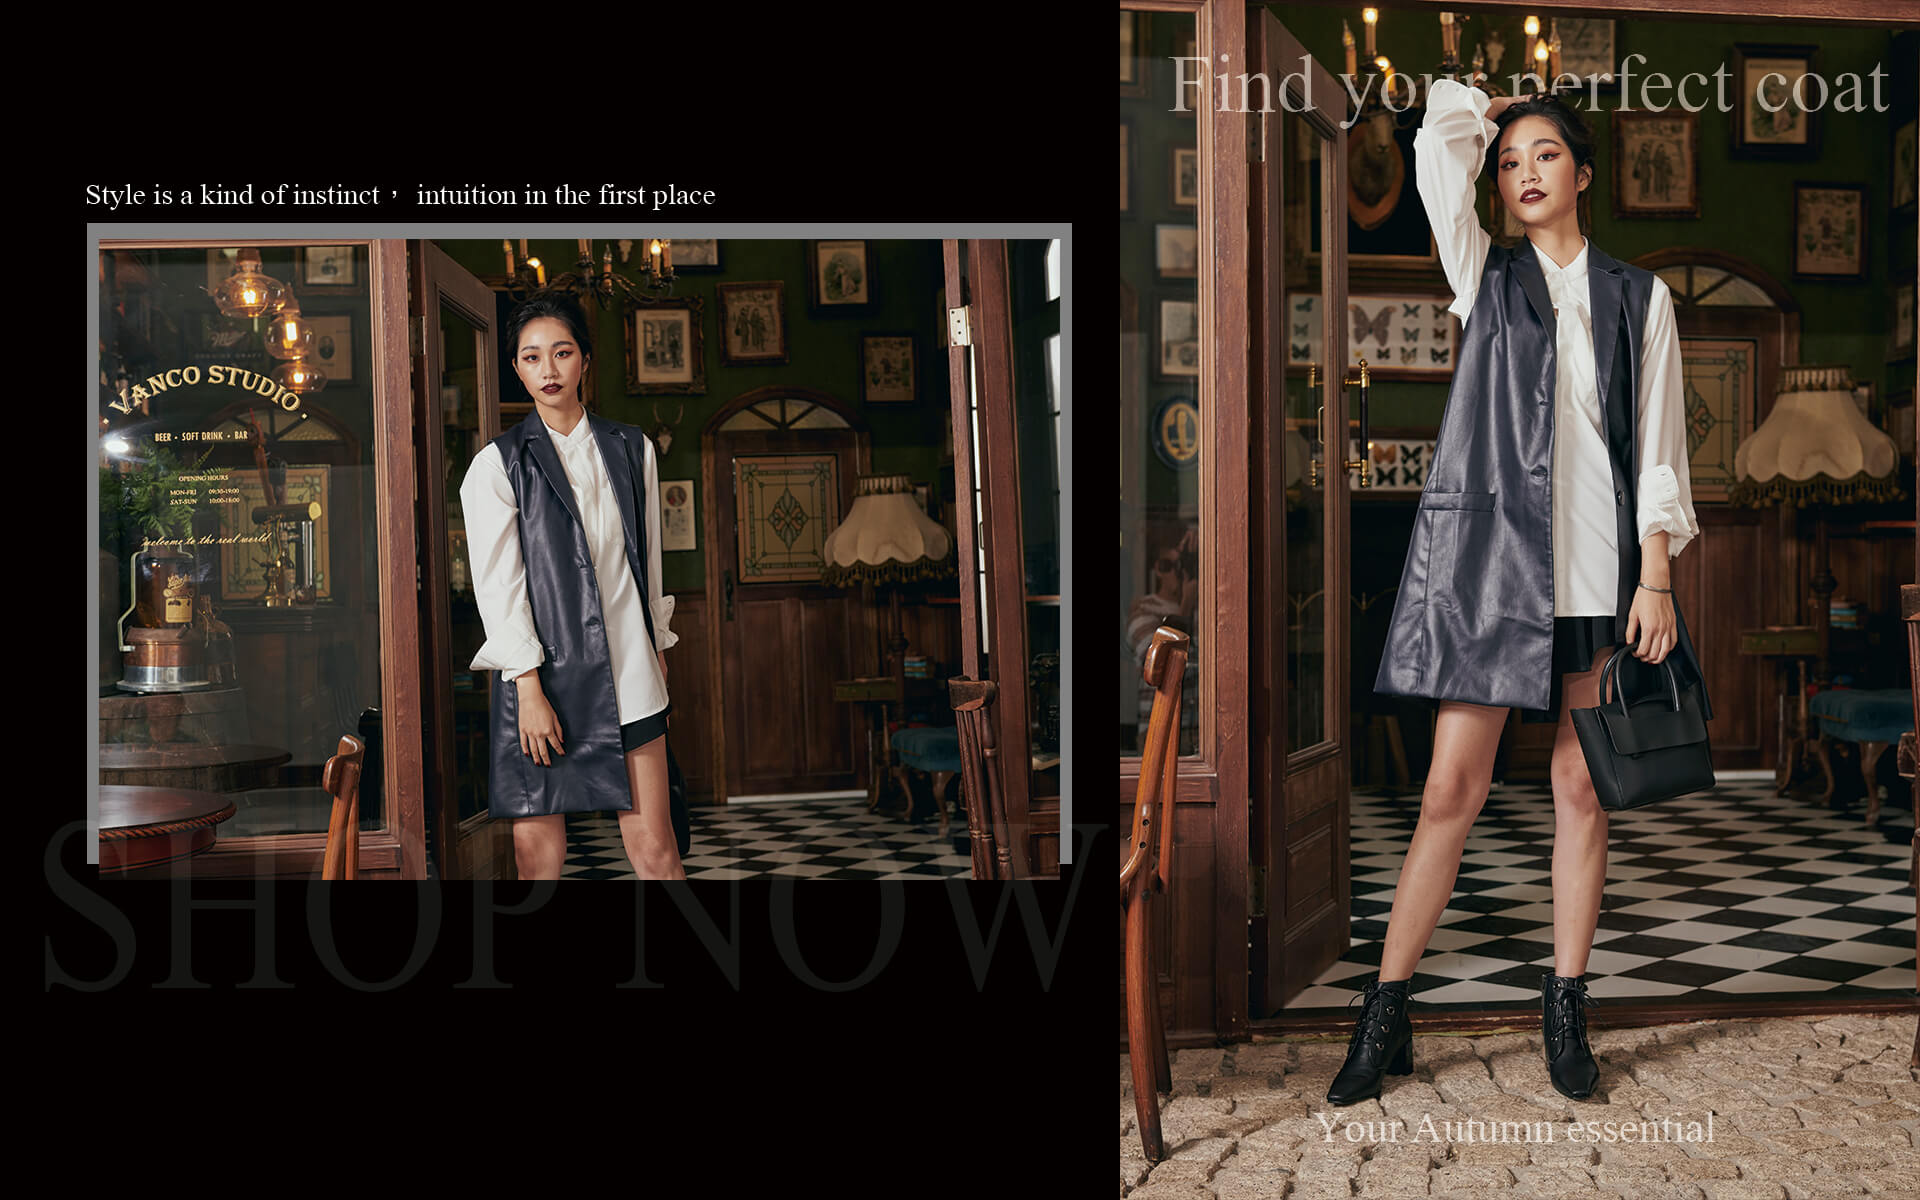 Find your perfect coat
Style is a kind of instinct， intuition in the first place
VANCO STUDIO.
BEER • SOFT DRINK • BAR
OPENING HOURS
MON-FRI 09:30-19:00
SAT-SUN 10:00-18:00
welcome to the real world
SHOP NOW
Your Autumn essential